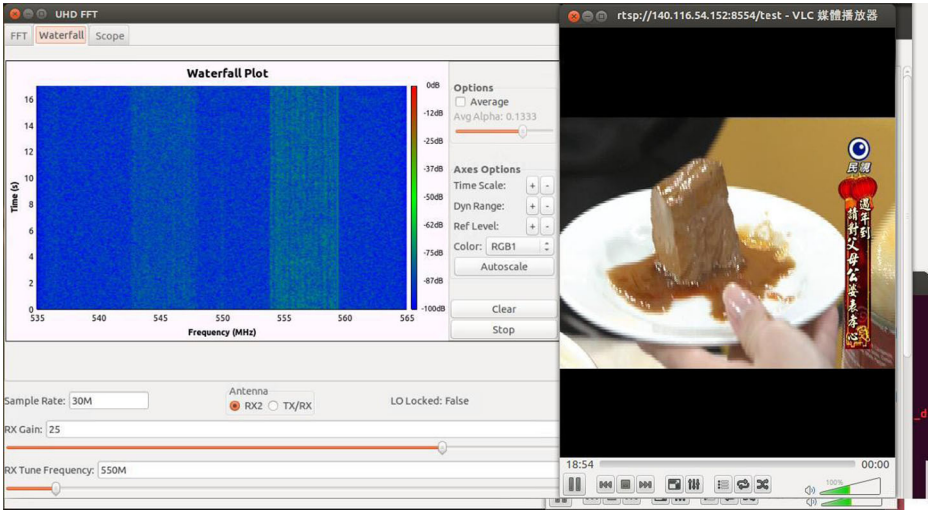 UHD FFT
FFT Waterfall Scope
Waterfall Plot
Time (s)
16
14
12
10
8
6
4
2
0
535 540 545 550 555 560 565
Frequency (MHz)
0dB
-12dB
-25dB
-37dB
-50dB
-62dB
-75dB
-87dB
-100dB
Options
Average
Avg Alpha: 0.1333
Axes Options
Time Scale: + -
Dyn Range: + -
Ref Level: + -
Color: RGB1
Autoscale
Clear
Stop
Sample Rate: 30M
Antenna
RX2 TX/RX
LO Locked: False
RX Gain: 25
RX Tune Frequency: 550M
rtsp://140.116.54.152:8554/test - VLC 媒體播放器
民視
週年到
請對父母公婆表孝心
18:54 00:00
100%
_d